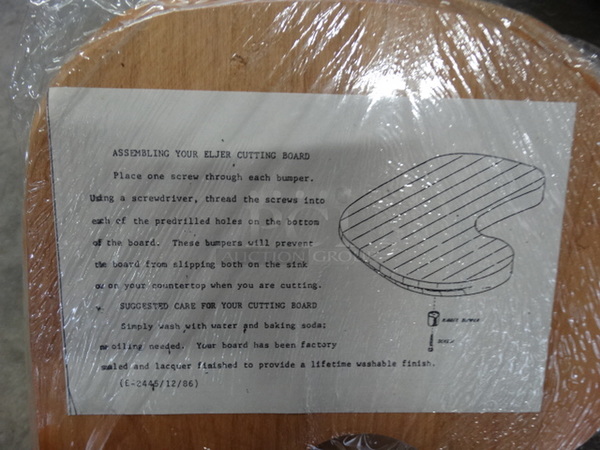 ASSEMBLING YOUR ELJER CUTTING BOARD
Place one screw through each bumper.
Using a screwdriver, thread the screws into
each of the predrilled holes on the bottom
of the board. These bumpers will prevent
the board from slipping both on the sink
or on your countertop when you are cutting.
SUGGESTED CARE FOR YOUR CUTTING BOARD
Simply wash with water and baking soda;
no oiling needed. Your board has been factory
sealed and lacquer finished to provide a lifetime washable finish.
(E-2445/12/86)
BUMPER
SCREW
AUCTION GROUP